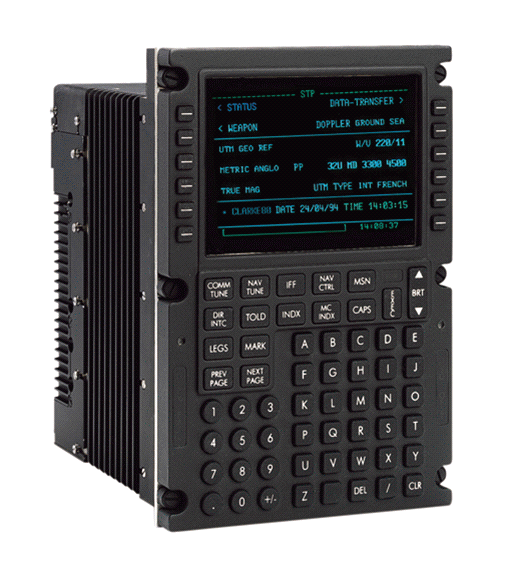 STP
< STATUS DATA-TRANSFER >
< WEAPON DOPPLER GROUND SEA
UTM GEO REF W/V 220/11
METRIC ANGLO PP 32U MD 3300 4500
TRUE MAG UTM TYPE INT FRENCH
CLARKE80 DATE 24/04/94 TIME 14:03:15
14:08:37
COMM TUNE NAV TUNE IFF NAV CTRL MSN
BRT
DIR INTC TOLD INDX MC INDX CAPS EXEC
LEGS MARK A B C D E
PREV PAGE NEXT PAGE F G H I J
1 2 3 K L M N O
4 5 6 P Q R S T
7 8 9 U V W X Y
. 0 +/- Z DEL / CLR